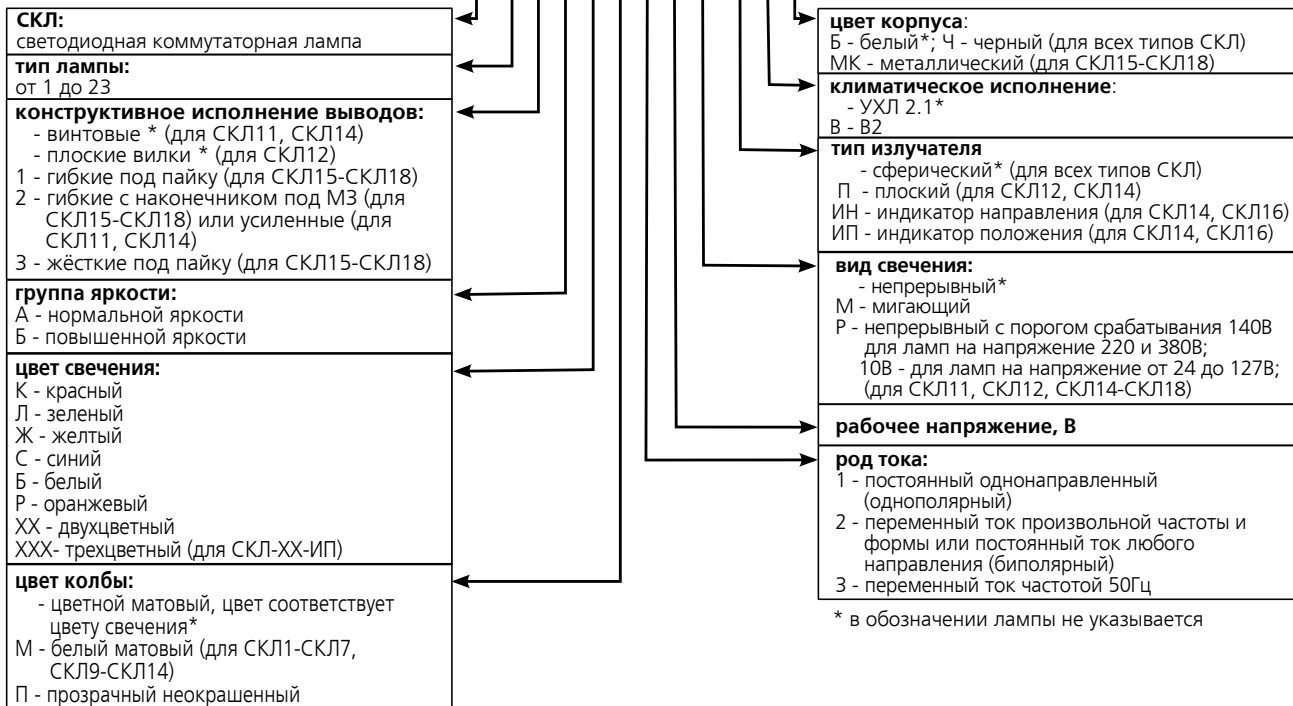 СКЛ:
светодиодная коммутаторная лампа
тип лампы:
от 1 до 23
конструктивное исполнение выводов:
- винтовые * (для СКЛ11, СКЛ14)
- плоские вилки * (для СКЛ12)
1 - гибкие под пайку (для СКЛ15-СКЛ18)
2 - гибкие с наконечником под М3 (для
СКЛ15-СКЛ18) или усиленные (для
СКЛ11, СКЛ14)
3 - жёсткие под пайку (для СКЛ15-СКЛ18)
группа яркости:
А - нормальной яркости
Б - повышенной яркости
цвет свечения:
К - красный
Л - зеленый
Ж - желтый
С - синий
Б - белый
Р - оранжевый
ХХ - двухцветный
ХХХ- трехцветный (для СКЛ-ХХ-ИП)
цвет колбы:
- цветной матовый, цвет соответствует
цвету свечения*
М - белый матовый (для СКЛ1-СКЛ7,
СКЛ9-СКЛ14)
П - прозрачный неокрашенный
цвет корпуса:
Б - белый*; Ч - черный (для всех типов СКЛ)
МК - металлический (для СКЛ15-СКЛ18)
климатическое исполнение:
- УХЛ 2.1*
В - В2
тип излучателя
- сферический* (для всех типов СКЛ)
П - плоский (для СКЛ12, СКЛ14)
ИН - индикатор направления (для СКЛ14, СКЛ16)
ИП - индикатор положения (для СКЛ14, СКЛ16)
вид свечения:
- непрерывный*
М - мигающий
Р - непрерывный с порогом срабатывания 140В
для ламп на напряжение 220 и 380В;
10В - для ламп на напряжение от 24 до 127В;
(для СКЛ11, СКЛ12, СКЛ14-СКЛ18)
рабочее напряжение, В
род тока:
1 - постоянный однонаправленный
(однополярный)
2 - переменный ток произвольной частоты и
формы или постоянный ток любого
направления (биполярный)
3 - переменный ток частотой 50Гц
* в обозначении лампы не указывается